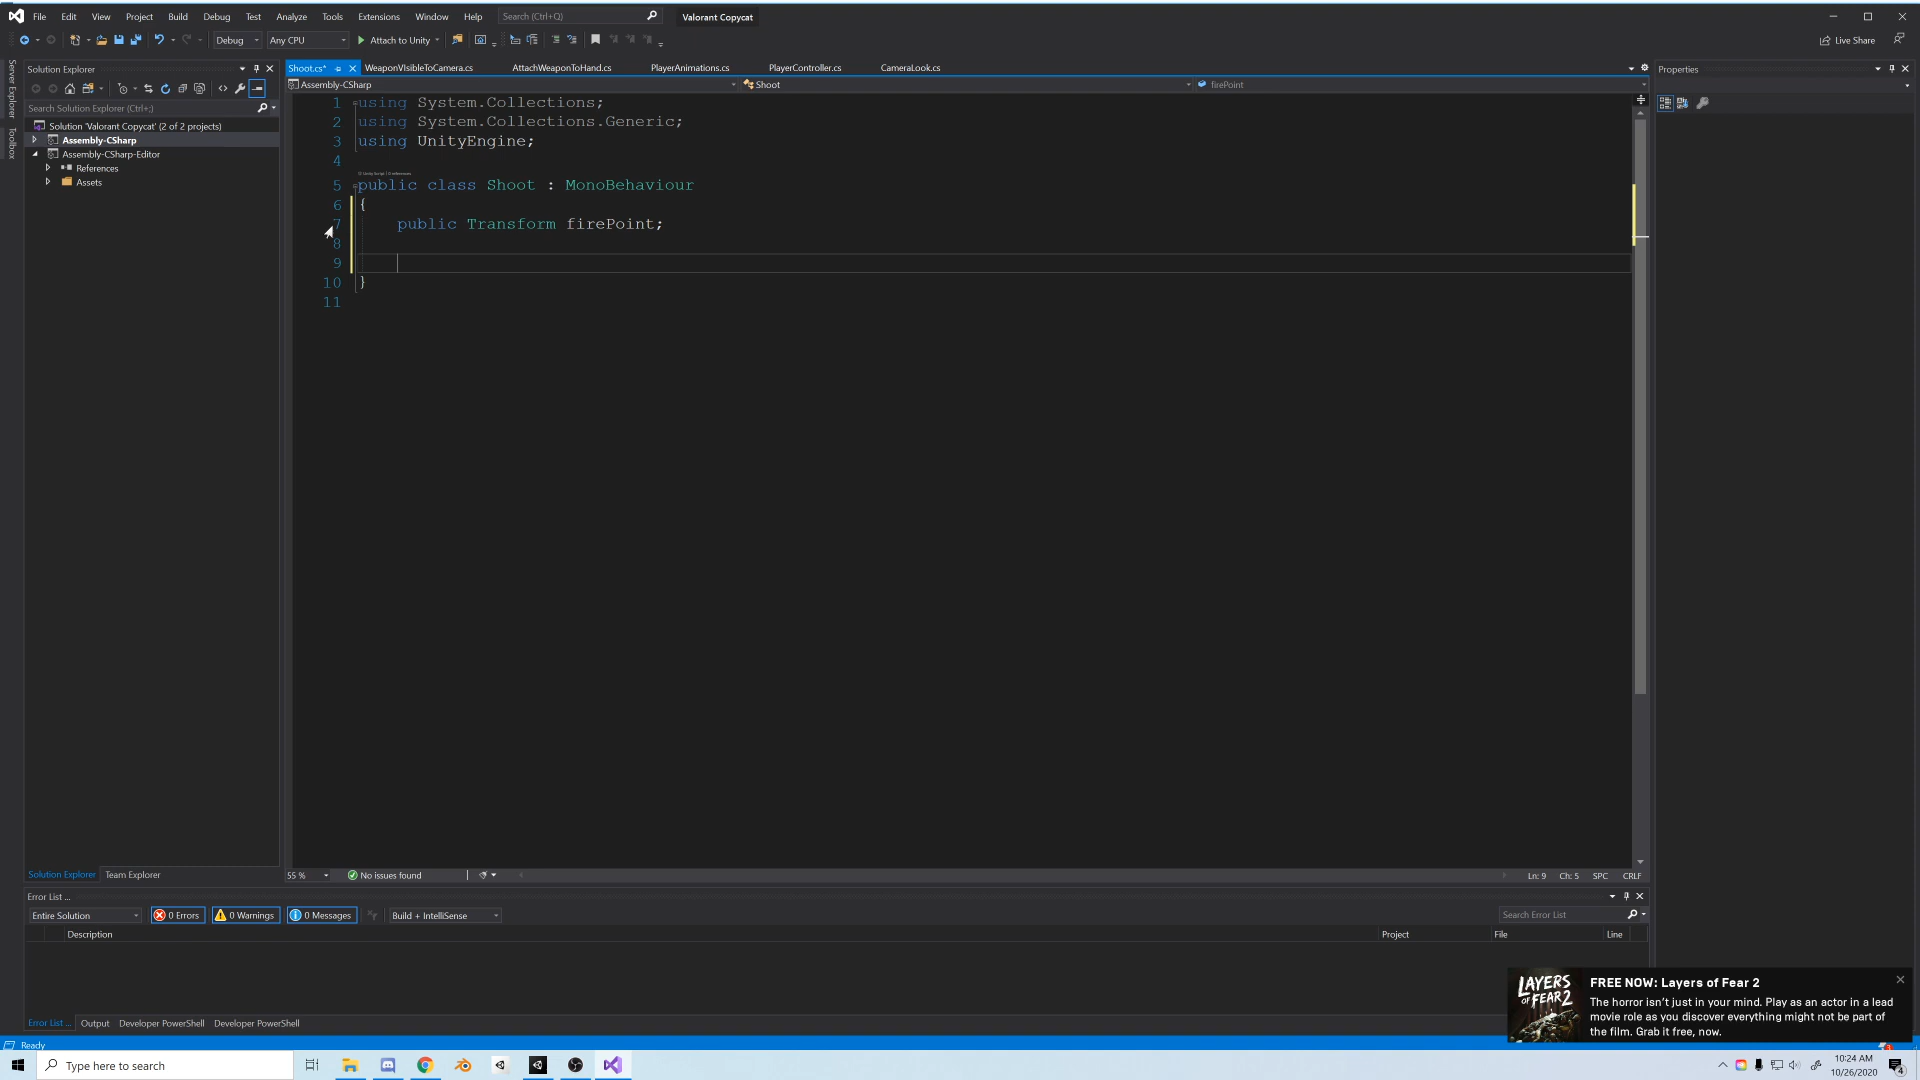 File Edit View Project Build Debug Test Analyze Tools Extensions Window Help Search (Ctrl+Q) Valorant Copycat
Debug Any CPU Attach to Unity Live Share
Server Explorer
Toolbox
Solution Explorer
Search Solution Explorer (Ctrl+;)
Solution 'Valorant Copycat' (2 of 2 projects)
Assembly-CSharp
Assembly-CSharp-Editor
References
Assets
Solution Explorer Team Explorer
Shoot.cs* WeaponVisibleToCamera.cs AttachWeaponToHand.cs PlayerAnimations.cs PlayerController.cs CameraLook.cs
Assembly-CSharp Shoot firePoint
1 using System.Collections;
2 using System.Collections.Generic;
3 using UnityEngine;
4
Unity Script | 0 references
5 public class Shoot : MonoBehaviour
6 {
7 public Transform firePoint;
8
9
10 }
11
55 % No issues found Ln: 9 Ch: 5 SPC CRLF
Properties
Error List ...
Entire Solution 0 Errors 0 Warnings 0 Messages Build + IntelliSense Search Error List
Description Project File Line
Error List ... Output Developer PowerShell Developer PowerShell
FREE NOW: Layers of Fear 2
The horror isn't just in your mind. Play as an actor in a lead
movie role as you discover everything might not be part of
the film. Grab it free, now.
LAYERS
OF FEAR 2
Ready
Type here to search
10:24 AM
10/26/2020
4